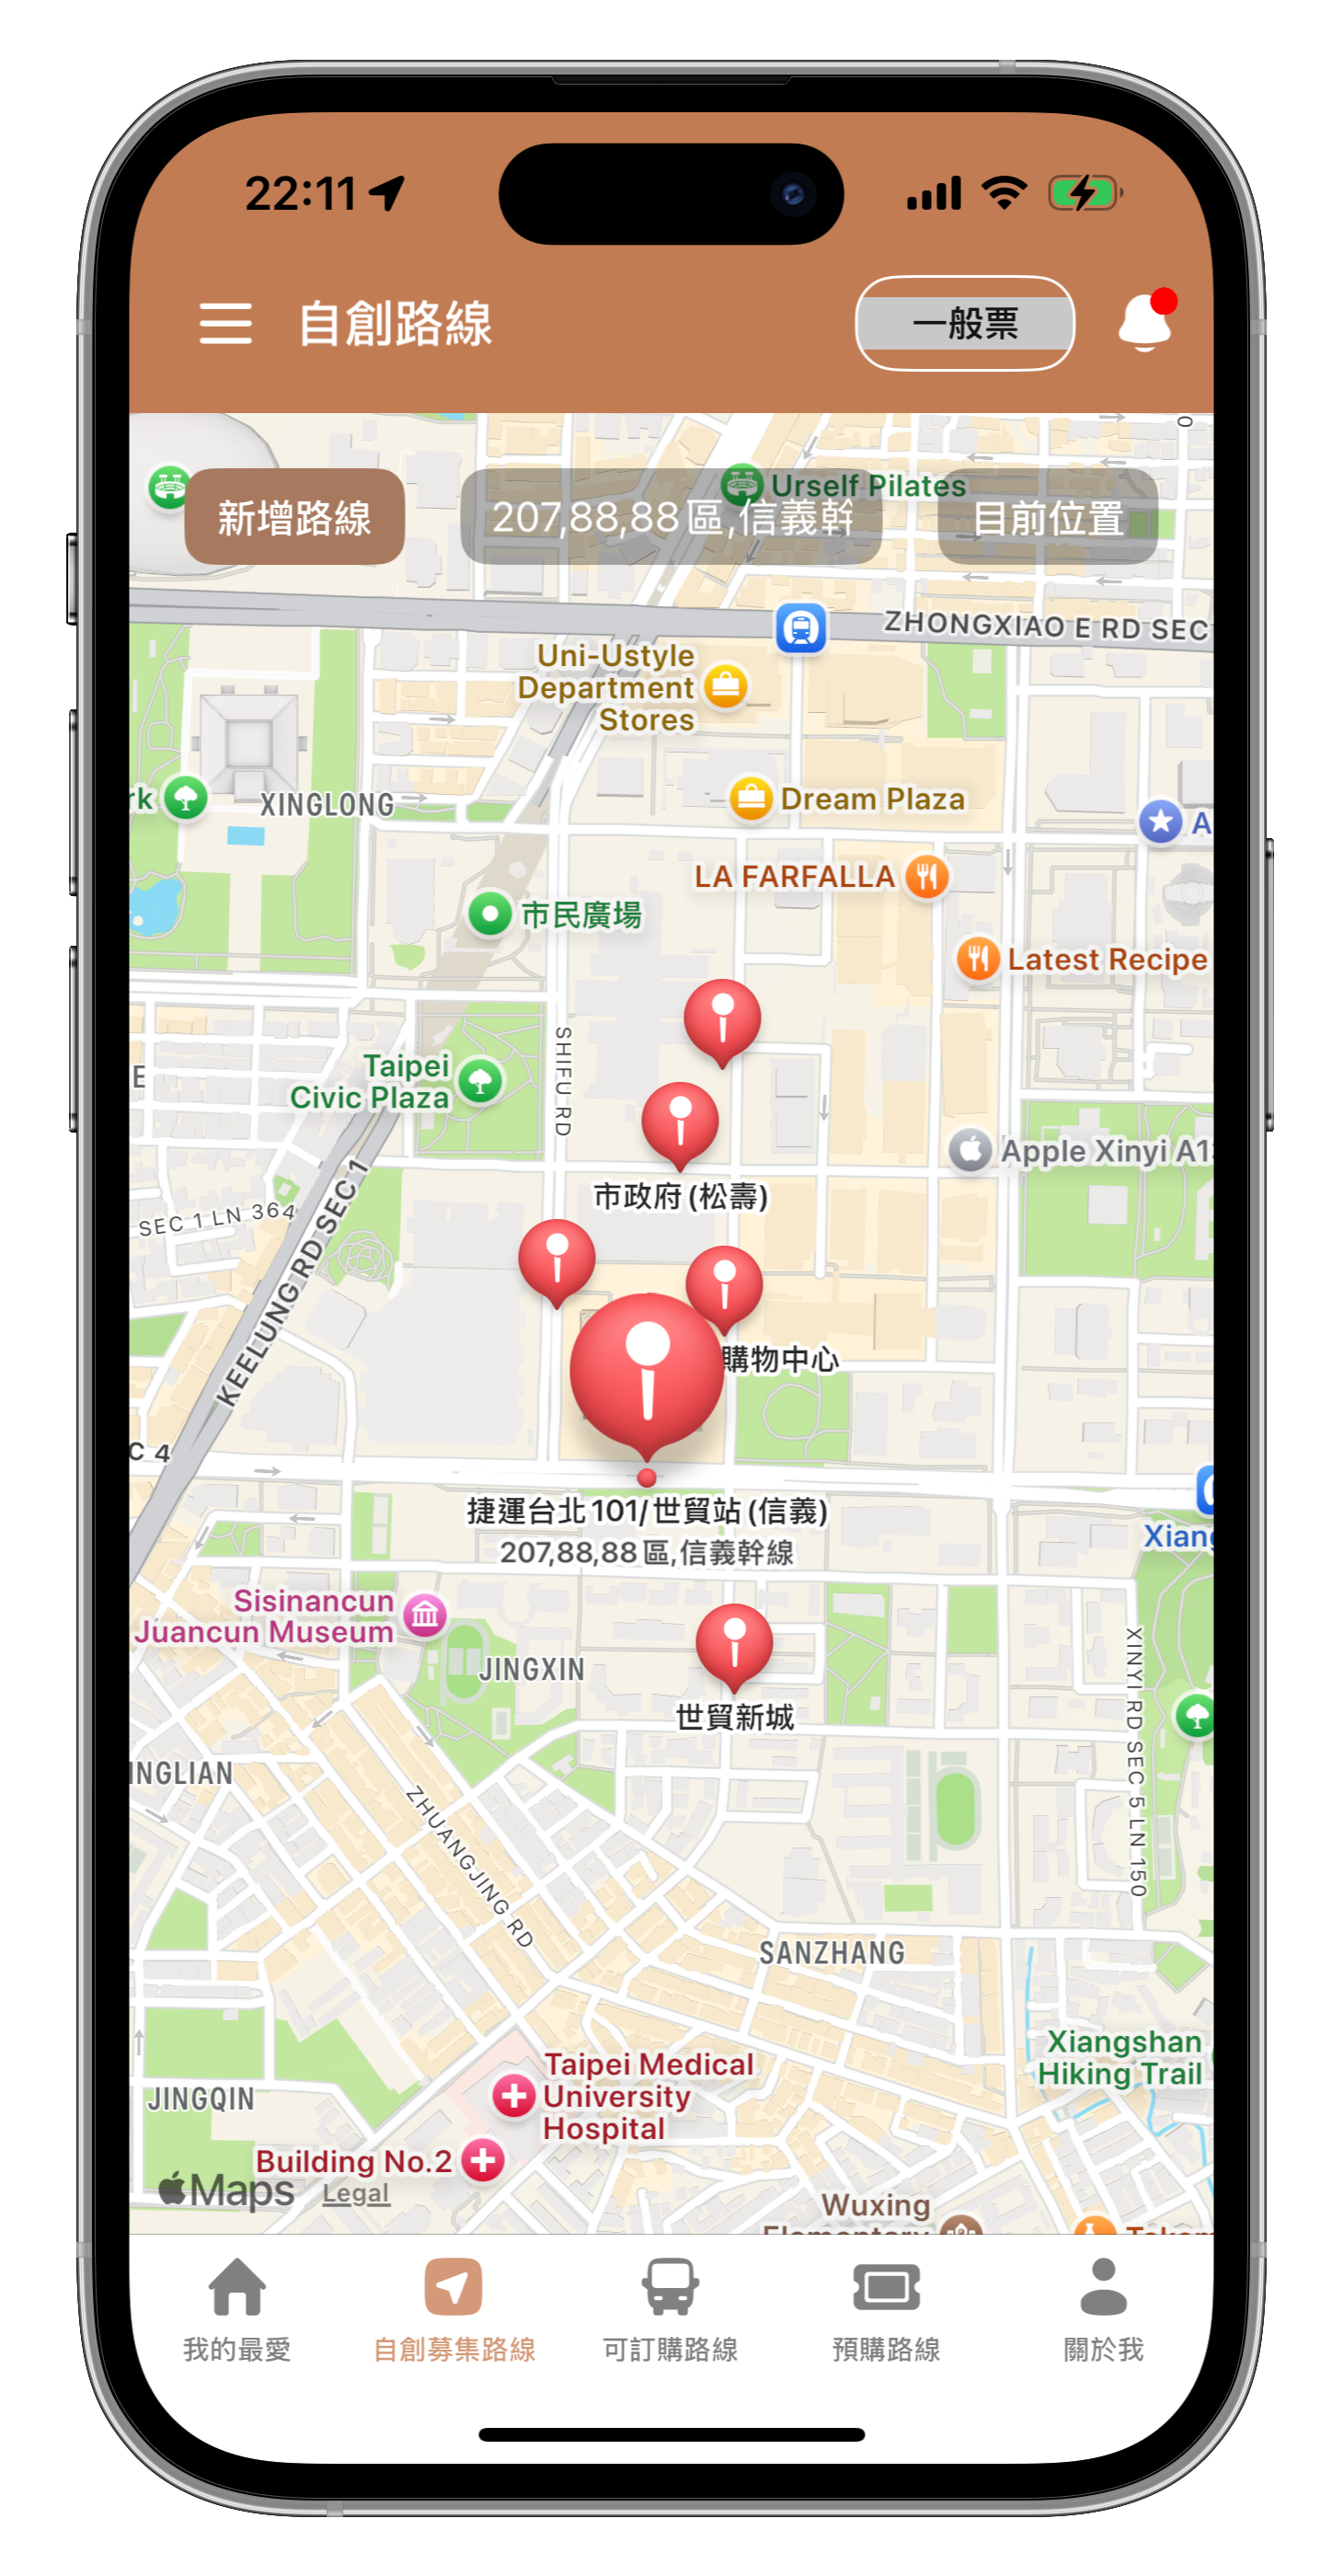 22:11
自創路線
一般票
新增路線
207,88,88區,信義幹
目前位置
Urself Pilates
ZHONGXIAO E RD SEC
Uni-Ustyle
Department
Stores
XINGLONG
Dream Plaza
LA FARFALLA
市民廣場
Latest Recipe
SHIFU RD
Taipei
Civic Plaza
Apple Xinyi A13
市政府(松壽)
SEC 1 LN 364
KEELUNG RD SEC 1
購物中心
C 4
捷運台北101/世貿站(信義)
207,88,88區,信義幹線
Xiang
Sisinancun
Juancun Museum
JINGXIN
世貿新城
XINYI RD SEC 5 LN 150
INGLIAN
ZHUANGJING RD
SANZHANG
Xiangshan
Hiking Trail
JINGQIN
Taipei Medical
University
Hospital
Building No.2
Maps
Legal
Wuxing
Elementary
我的最愛
自創募集路線
可訂購路線
預購路線
關於我